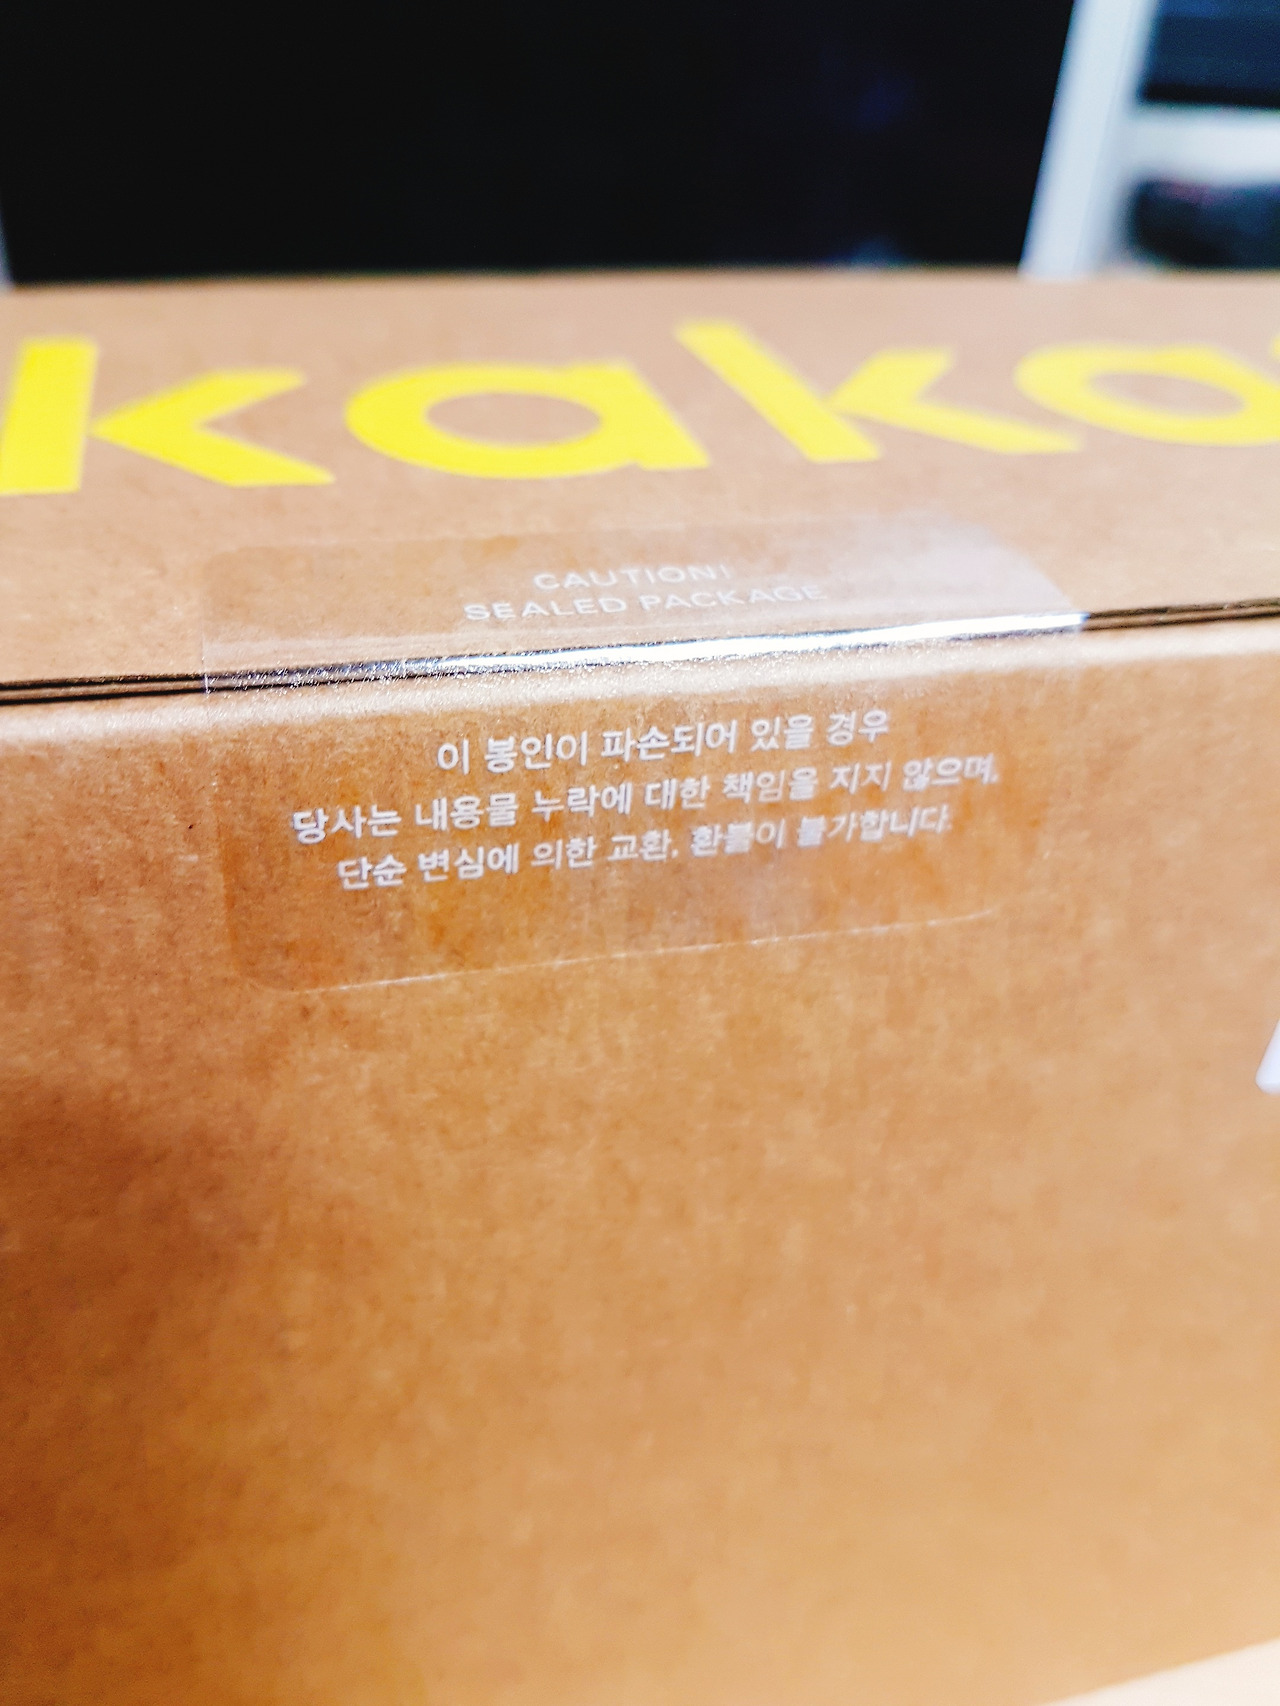 kaka
CAUTION!
SEALED PACKAGE
이 봉인이 파손되어 있을 경우
당사는 내용물 누락에 대한 책임을 지지 않으며,
단순 변심에 의한 교환, 환불이 불가합니다.